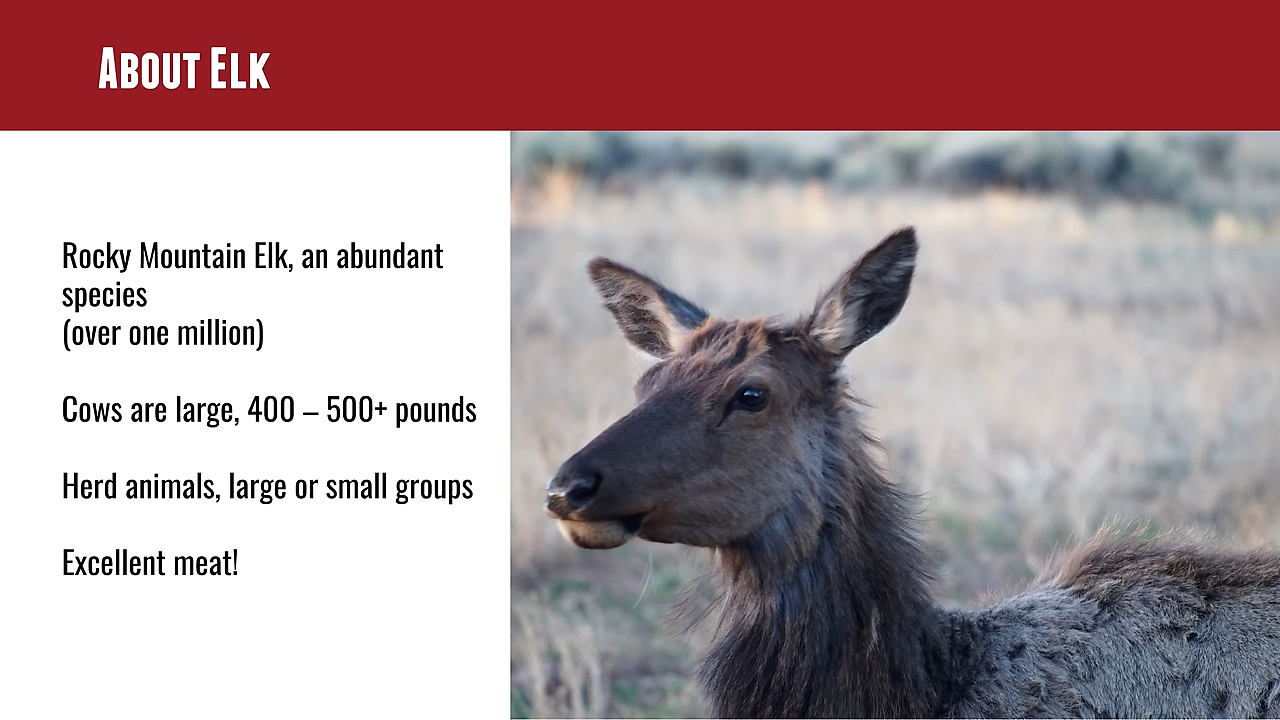 About Elk
Rocky Mountain Elk, an abundant
species
(over one million)
Cows are large, 400 – 500+ pounds
Herd animals, large or small groups
Excellent meat!